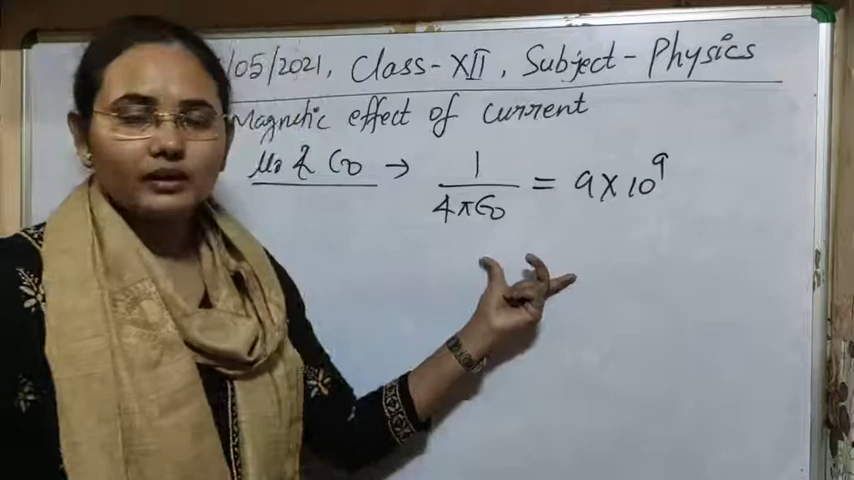 /05/2021, Class-XII, Subject-Physics
Magnetic effect of current
μ₀ & ϵ₀ → 1/4πϵ₀ = 9×10⁹